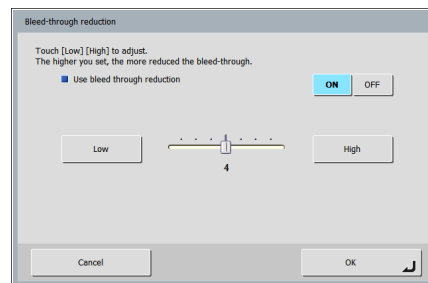 Bleed-through reduction
Touch [Low] [High] to adjust.
The higher you set, the more reduced the bleed-through.
Use bleed through reduction
ON OFF
Low
High
4
Cancel
OK